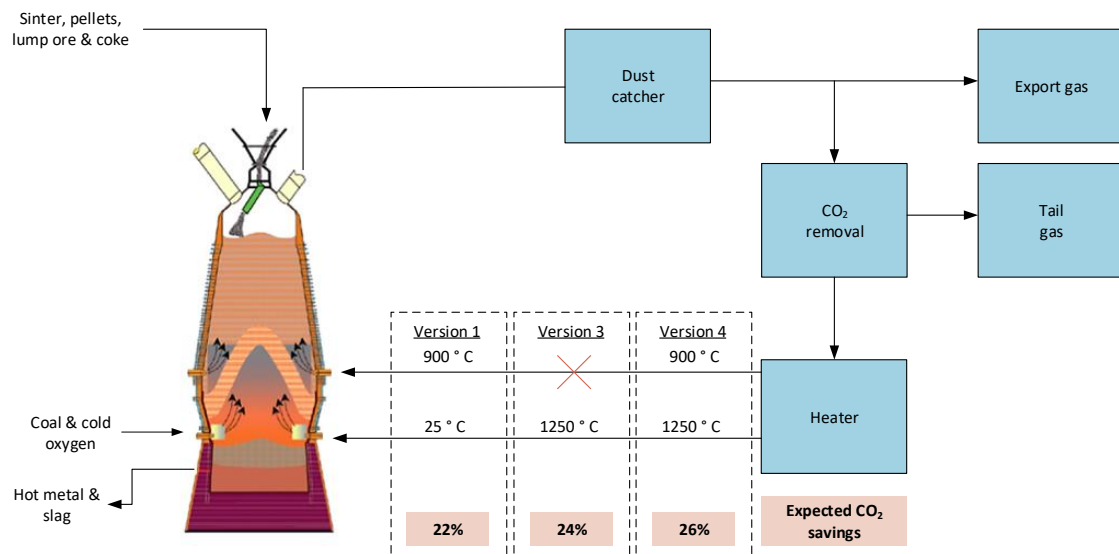 Sinter, pellets,
lump ore & coke
Dust
catcher
Export gas
CO₂
removal
Tail
gas
Version 1
Version 3
Version 4
900 ° C
900 ° C
Heater
Coal & cold
oxygen
25 ° C
1250 ° C
1250 ° C
Hot metal &
slag
22%
24%
26%
Expected CO₂
savings